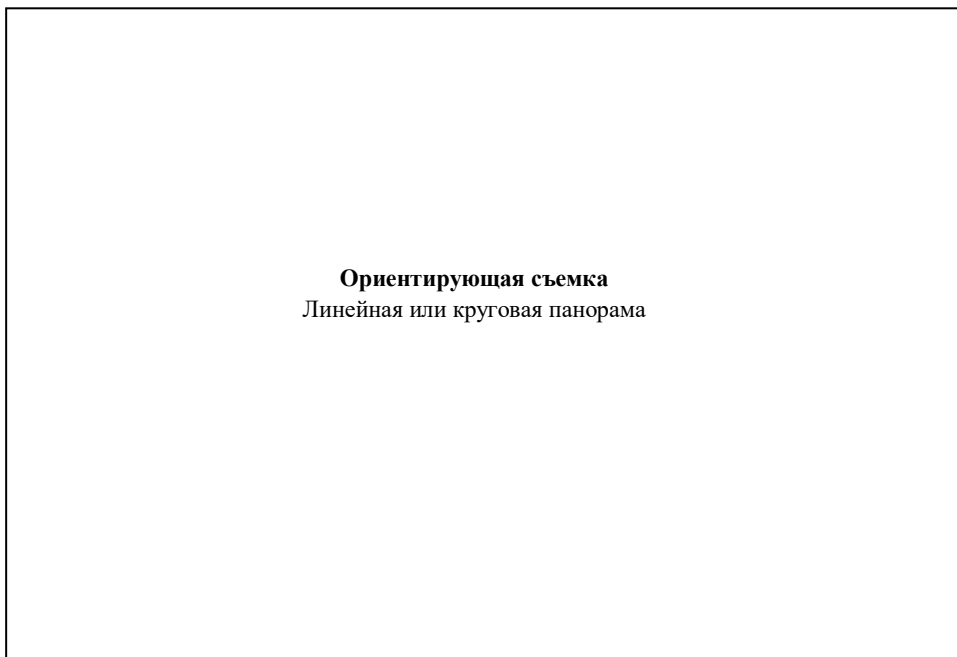 Ориентирующая съемка
Линейная или круговая панорама